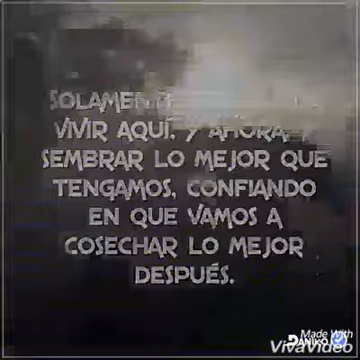 VIVIR AQUÍ. Y AHORA Y
SEMBRAR LO MEJOR QUE
TENGAMOS, CONFIANDO
EN QUE VAMOS A
COSECHAR LO MEJOR
DESPUÉS.
Made With
DANIKO
VivaVideo